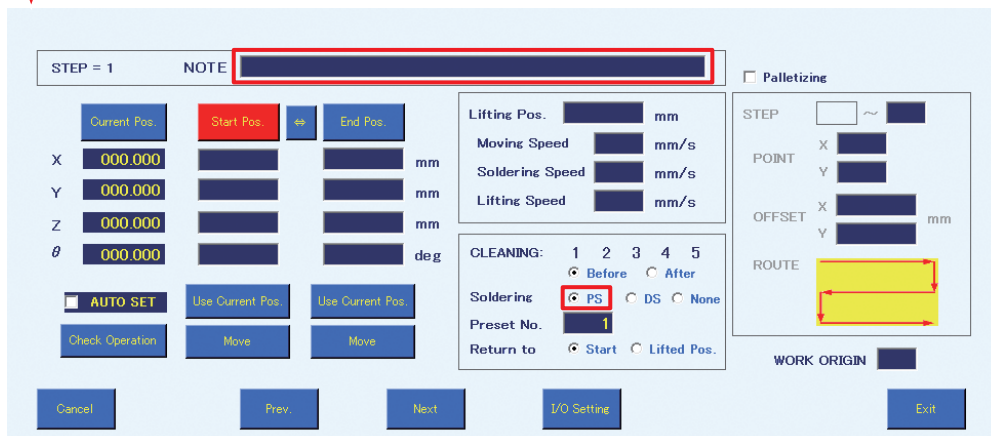 STEP = 1 NOTE
Palletizing
Current Pos. Start Pos. ⇔ End Pos.
X 000.000 mm
Y 000.000 mm
Z 000.000 mm
θ 000.000 deg
AUTO SET Use Current Pos. Use Current Pos.
Check Operation Move Move
Lifting Pos. mm
Moving Speed mm/s
Soldering Speed mm/s
Lifting Speed mm/s
CLEANING: 1 2 3 4 5
Before After
Soldering PS DS None
Preset No. 1
Return to Start Lifted Pos.
STEP ~
POINT X
Y
OFFSET X mm
Y
ROUTE
WORK ORIGIN
Cancel Prev. Next I/O Setting Exit